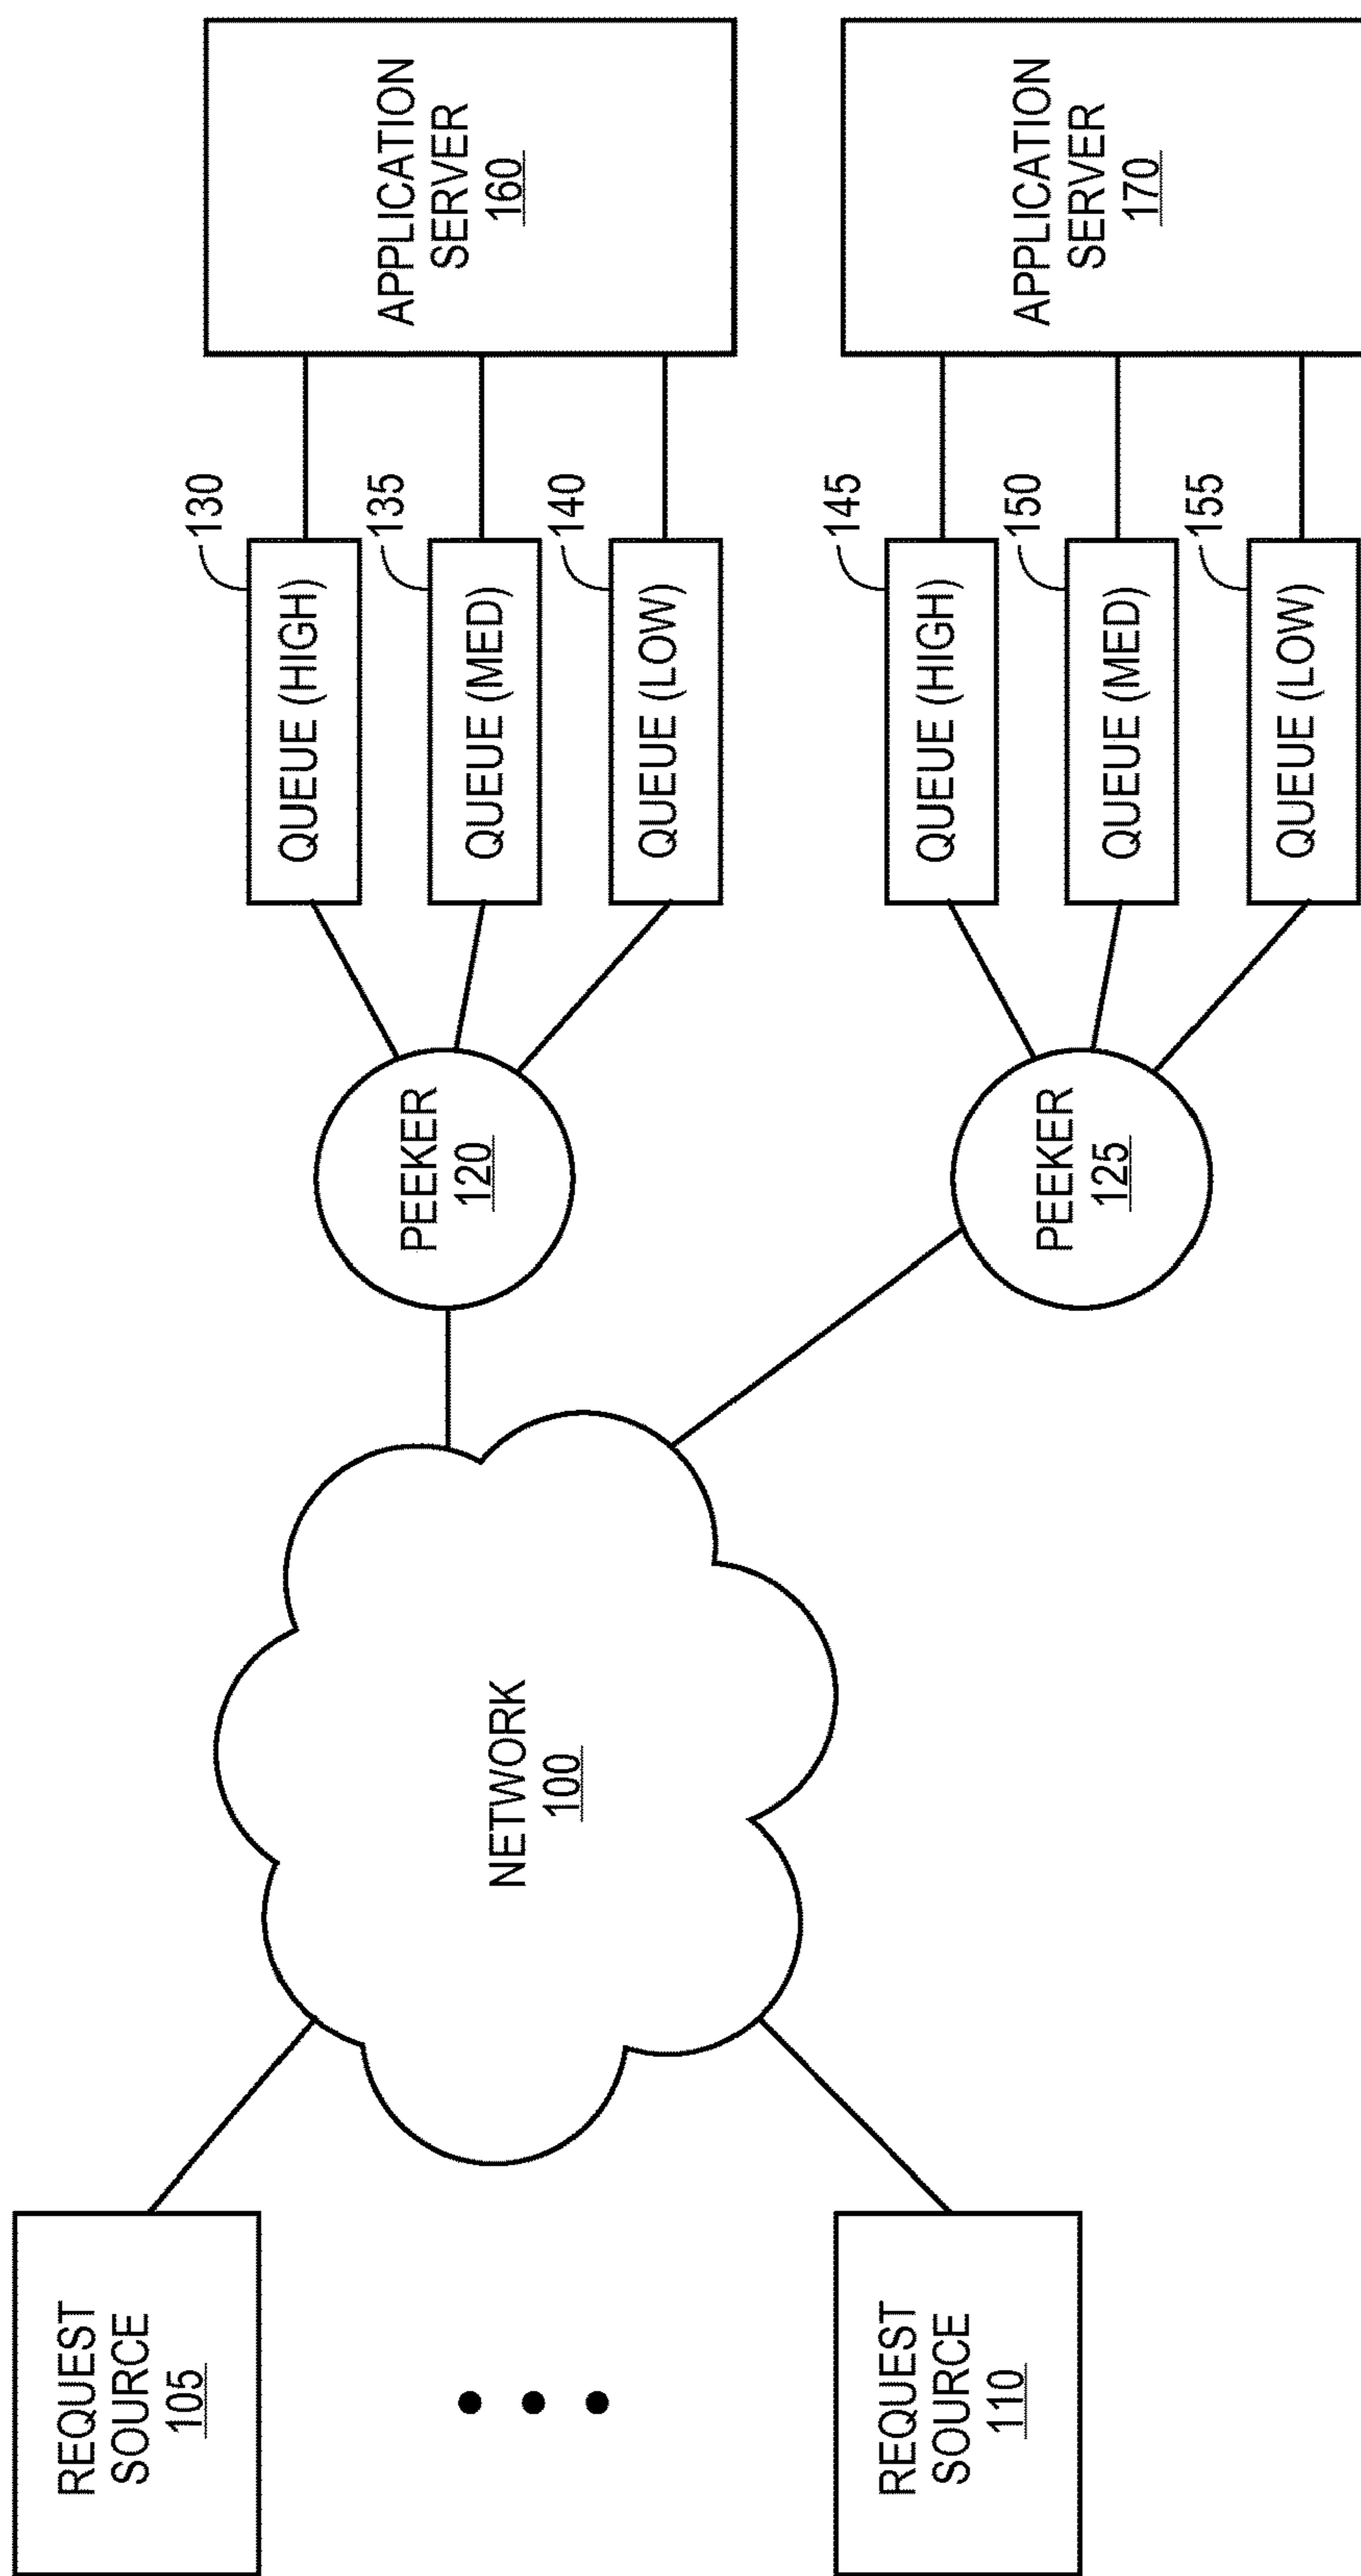 REQUEST
SOURCE
105
REQUEST
SOURCE
110
NETWORK
100
PEEKER
120
PEEKER
125
130
QUEUE (HIGH)
135
QUEUE (MED)
140
QUEUE (LOW)
145
QUEUE (HIGH)
150
QUEUE (MED)
155
QUEUE (LOW)
APPLICATION
SERVER
160
APPLICATION
SERVER
170